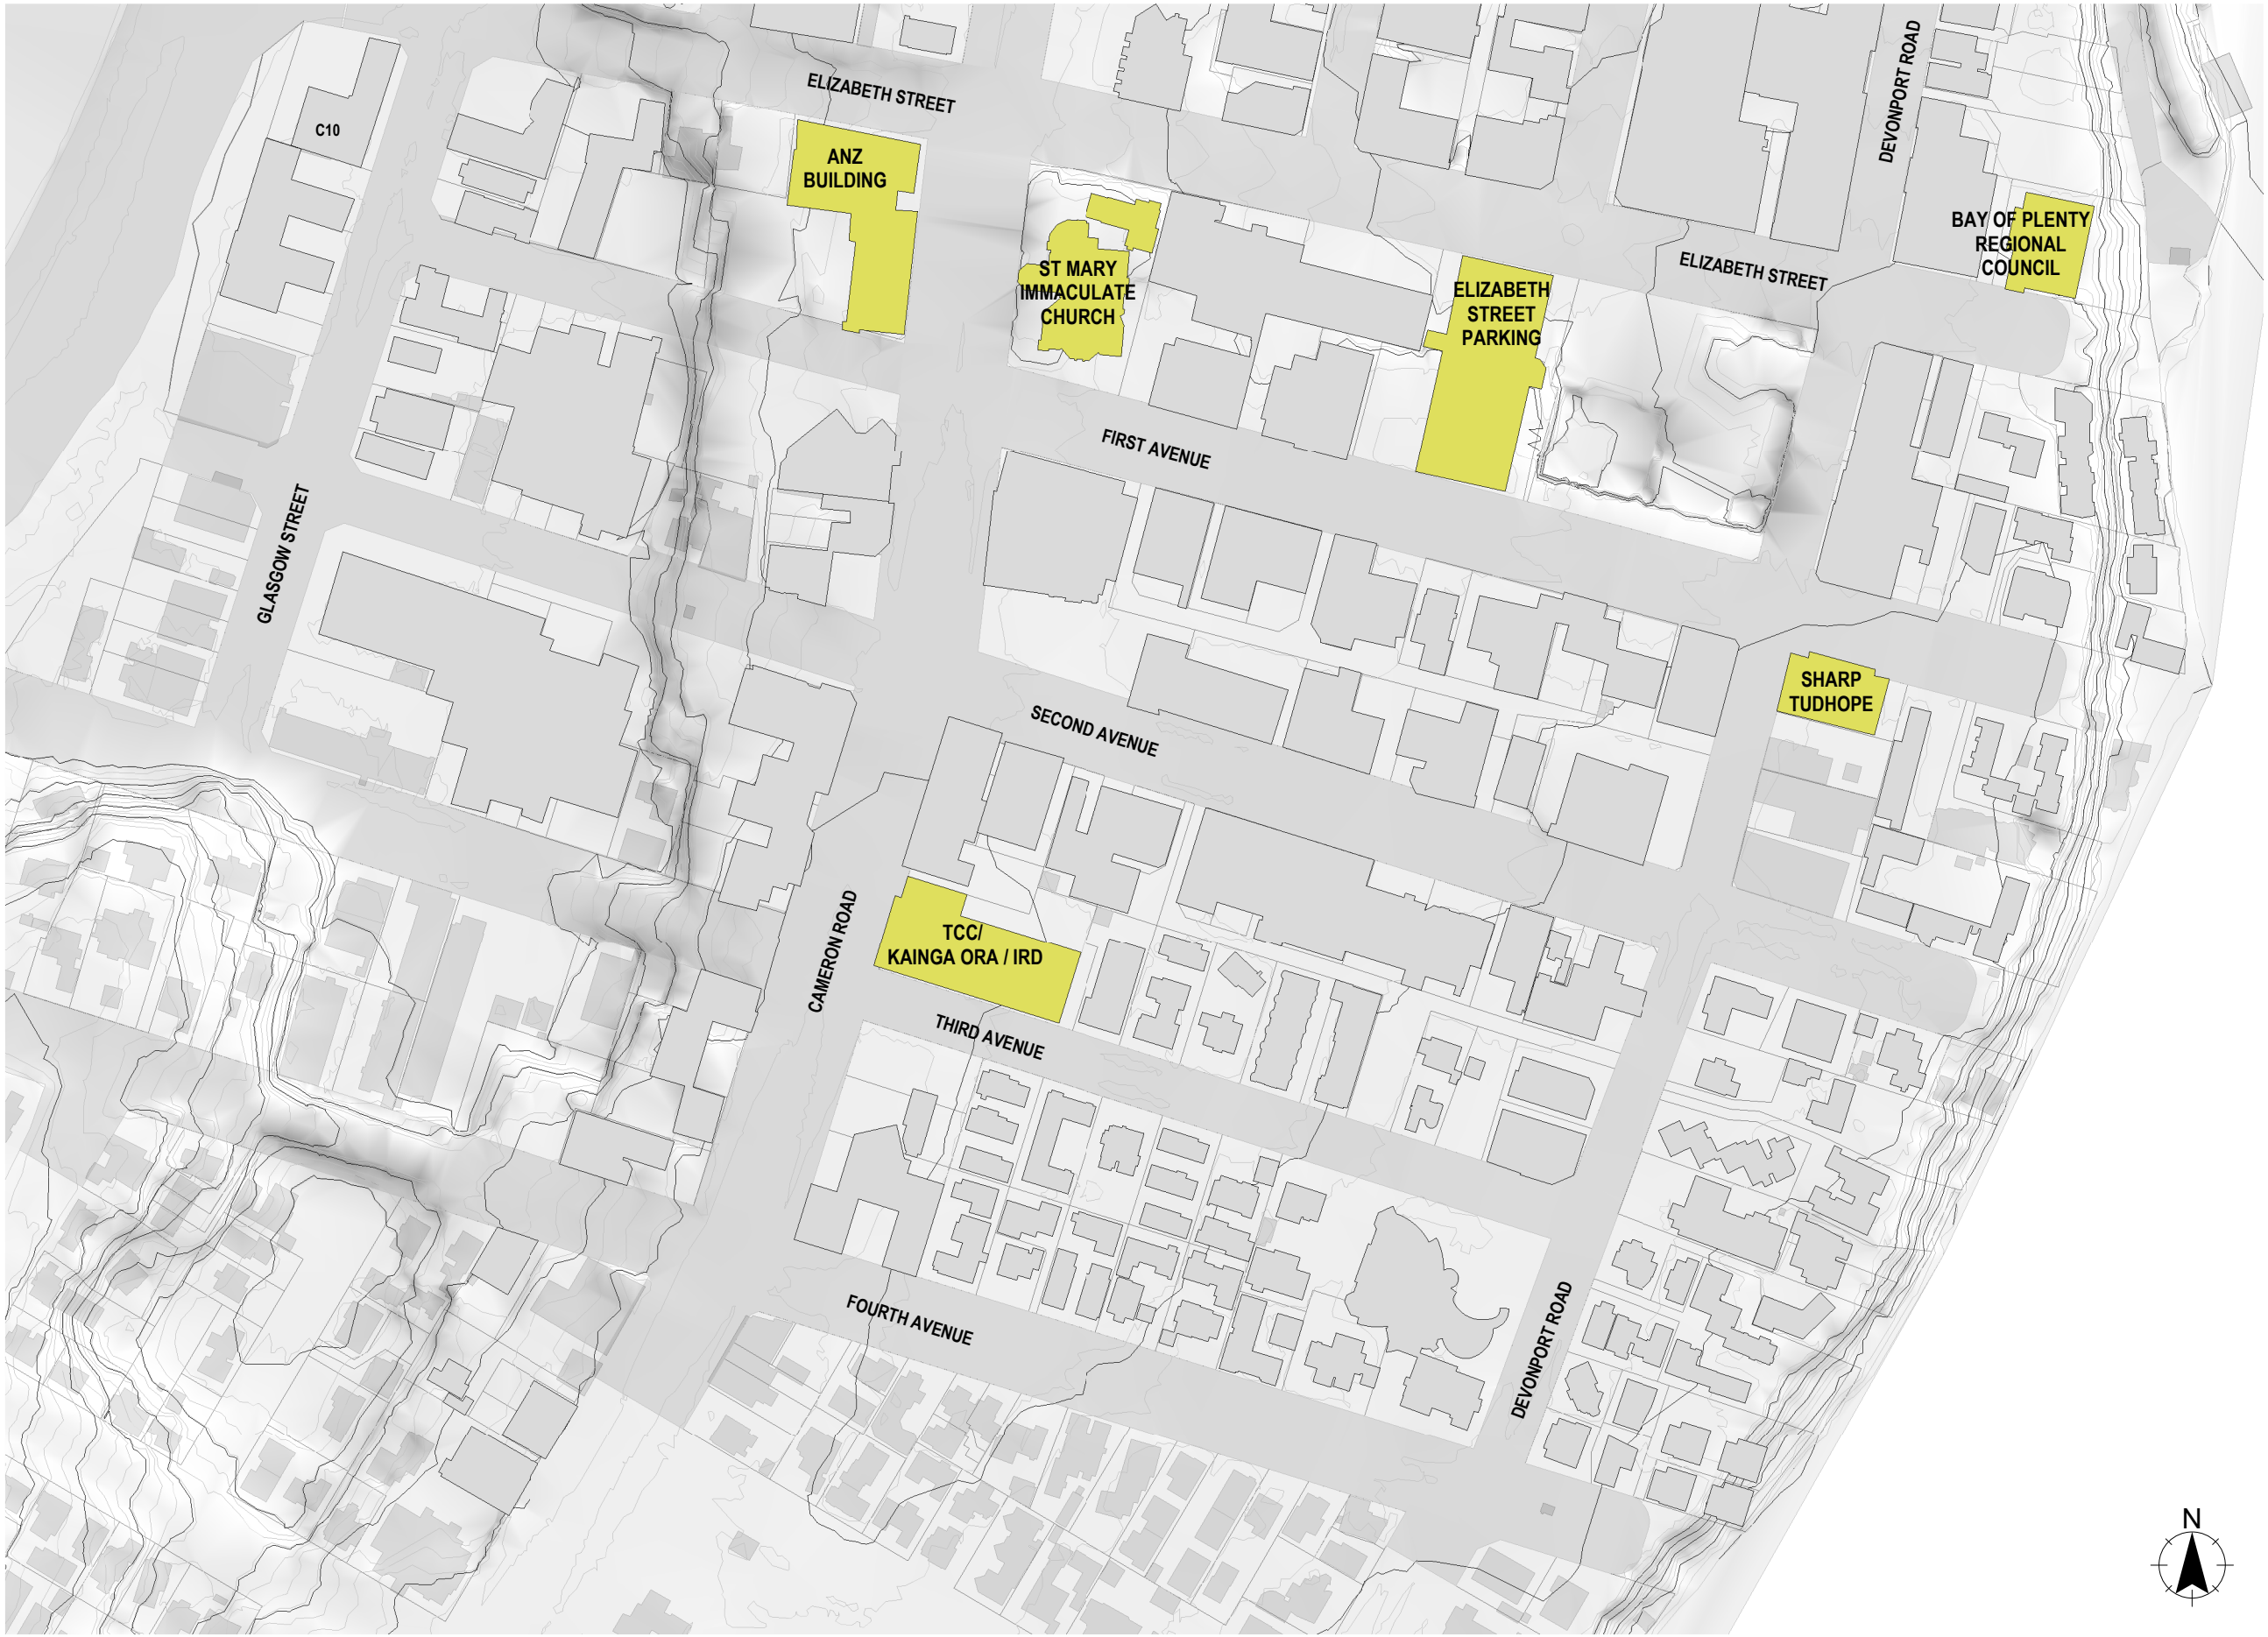 DEVONPORT ROAD
ELIZABETH STREET
C10
ANZ
BUILDING
BAY OF PLENTY
REGIONAL
COUNCIL
ST MARY
IMMACULATE
CHURCH
ELIZABETH STREET
ELIZABETH
STREET
PARKING
FIRST AVENUE
GLASGOW STREET
SHARP
TUDHOPE
SECOND AVENUE
CAMERON ROAD
TCC/
KAINGA ORA / IRD
THIRD AVENUE
FOURTH AVENUE
DEVONPORT ROAD
N